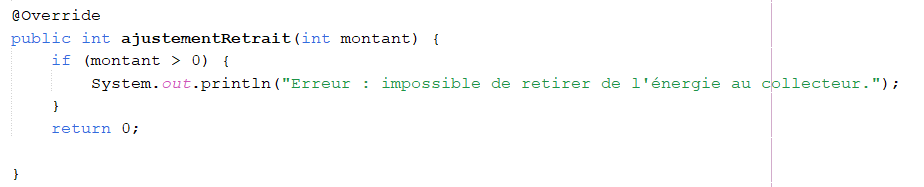 @Override
public int ajustementRetrait(int montant) {
    if (montant > 0) {
        System.out.println("Erreur : impossible de retirer de l'énergie au collecteur.");
    }
    return 0;

}